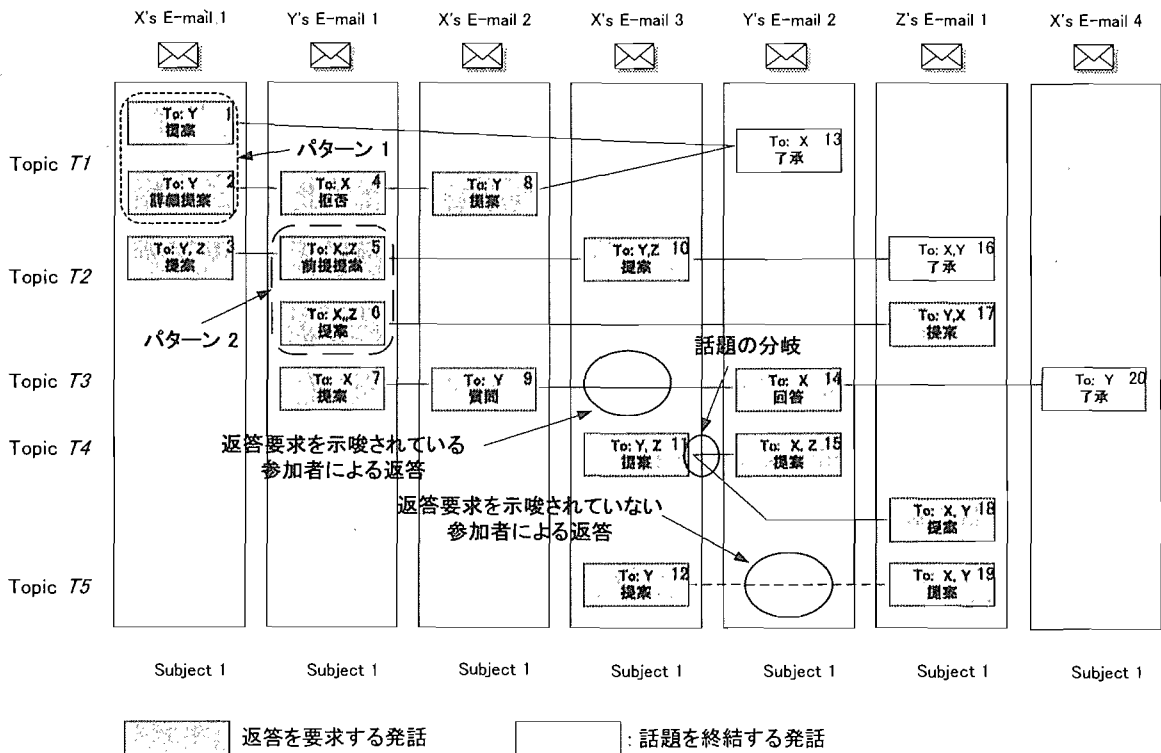 X's E-mail 1
Y's E-mail 1
X's E-mail 2
X's E-mail 3
Y's E-mail 2
Z's E-mail 1
X's E-mail 4
Topic T1
To: Y 1
提案
パターン 1
To: X 13
了承
To: Y 2
詳細提案
To: X 4
拒否
To: Y 8
提案
Topic T2
To: Y, Z 3
提案
To: X,,Z 5
前提提案
To: Y,Z 10
提案
To: X,Y 16
了承
パターン 2
To: X,,Z 6
提案
To: Y,X 17
提案
話題の分岐
Topic T3
To: X 7
提案
To: Y 9
質問
To: X 14
回答
To: Y 20
了承
返答要求を示唆されている
参加者による返答
Topic T4
To: Y, Z 11
提案
To: X, Z 15
提案
返答要求を示唆されていない
参加者による返答
To: X, Y 18
提案
Topic T5
To: Y 12
提案
To: X, Y 19
提案
Subject 1
Subject 1
Subject 1
Subject 1
Subject 1
Subject 1
Subject 1
返答を要求する発話
: 話題を終結する発話